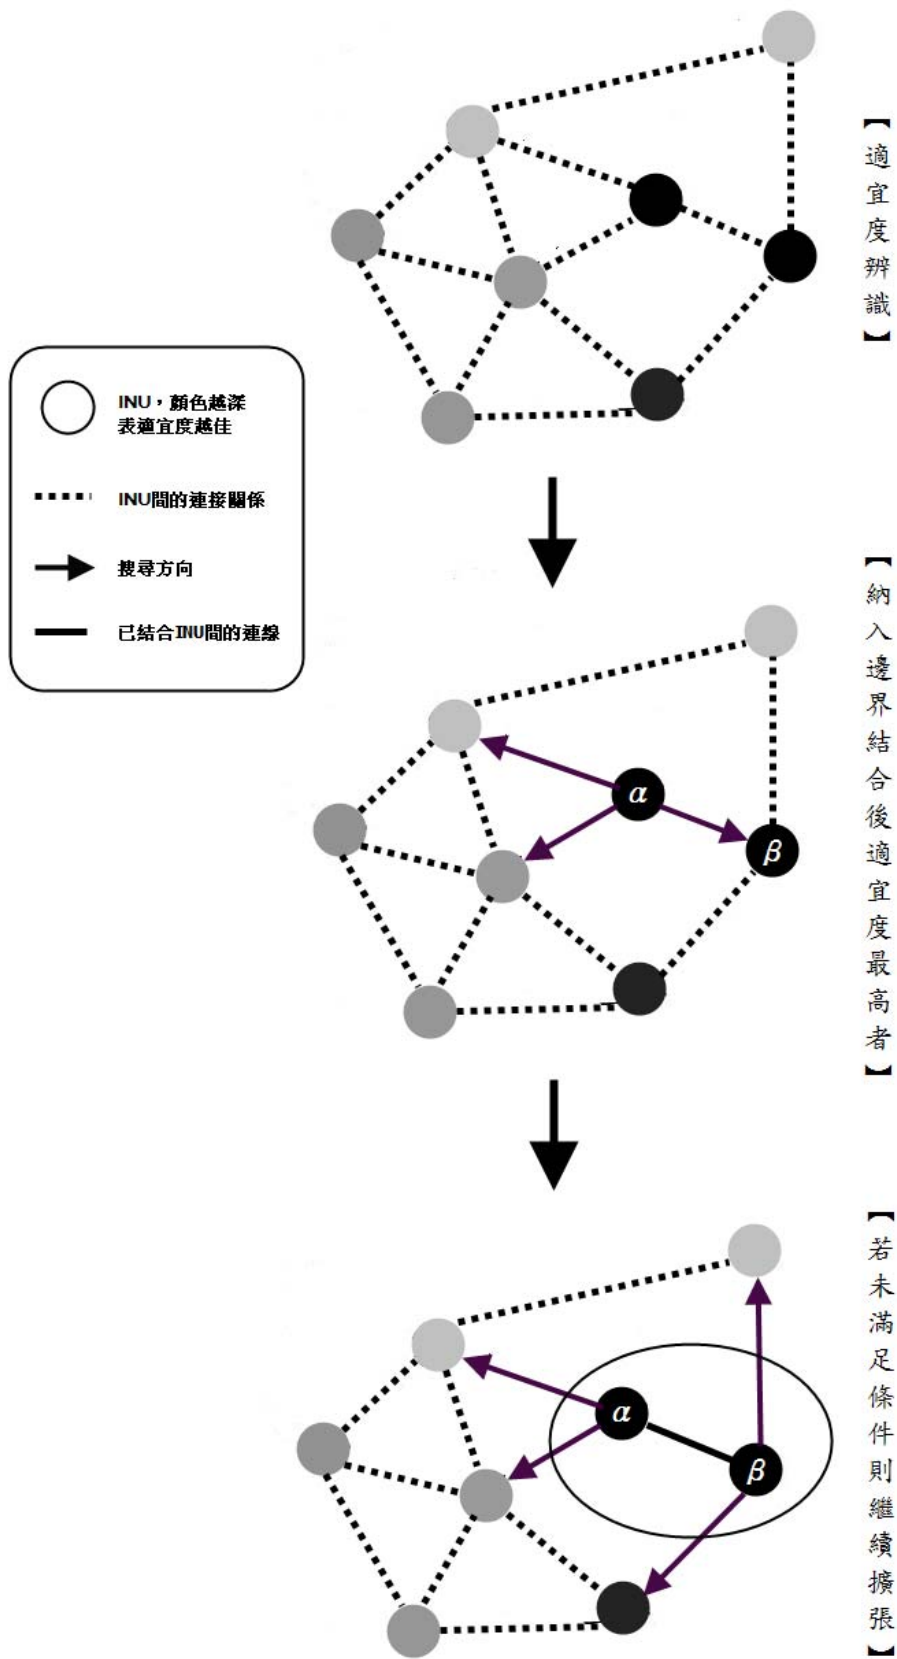 【適宜度辨識】
INU，顏色越深
表適宜度越佳
INU間的連接關係
搜尋方向
已結合INU間的連線
【納入邊界結合後適宜度最高者】
α
β
【若未滿足條件則繼續擴張】
α
β